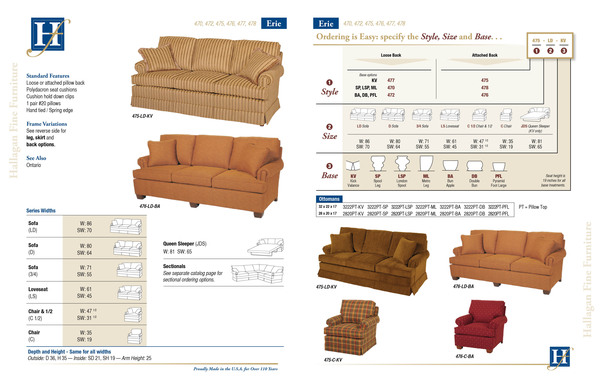 470, 472, 475, 476, 477, 478 Eric
Hf
Hallagan Fine Furniture
Standard Features
Loose or attached pillow back
Polydacron seat cushions
Cushion hold down clips
1 pair #20 pillows
Hand tied / Spring edge
Frame Variations
See reverse side for
leg, skirt and
back options.
See Also
Ontario
475-LD-KV
476-LD-BA
Series Widths
Sofa
(LD)
W: 86
SW: 70
Sofa
(D)
W: 80
SW: 64
Sofa
(3/4)
W: 71
SW: 55
Loveseat
(LS)
W: 61
SW: 45
Chair & 1/2
(C 1/2)
W: 47
SW: 31
Chair
(C)
W: 35
SW: 19
Queen Sleeper (JDS)
W: 81 SW: 65
Sectionals
See separate catalog page for
sectional ordering options.
Depth and Height - Same for all widths
Outside: D 38, H 35 — Inside: SD 21, SH 19 — Arm Height: 25
Proudly Made in the U.S.A. for Over 110 Years
Eric 470, 472, 475, 476, 477, 478
Ordering is Easy: specify the Style, Size and Base. . .
475 - LD - KV
1 2 3
Loose Back Attached Back
1
Style
Base options
KV 477 475
SP, LSP, ML 470 478
BA, DB, PFL 472 476
2
Size
LD Sofa D Sofa 3/4 Sofa LS Loveseat C 1/2 Chair & 1/2 C Chair JDS Queen Sleeper
(KV only)
W: 86 W: 80 W: 71 W: 61 W: 47 W: 35 W: 81
SW: 70 SW: 64 SW: 55 SW: 45 SW: 31 SW: 19 SW: 65
3
Base
KV SP LSP ML BA DB PFL
Kick
Valance
Leg
London
Leg
Bun
Double
Bun
Pyramid
Seat height is
19 inches for all
base treatments.
Ottomans
3222PT-KV 3222PT-SP 3222PT-LSP 3222PT-ML 3222PT-BA 3222PT-DB 3222PT-PFL
2820PT-KV 2820PT-SP 2820PT-LSP 2820PT-ML 2820PT-BA 2820PT-DB 2820PT-PFL
PT = Pillow Top
475-LD-KV
476-LD-BA
475-C-KV
476-C-BA
Hallagan Fine Furniture
Hf